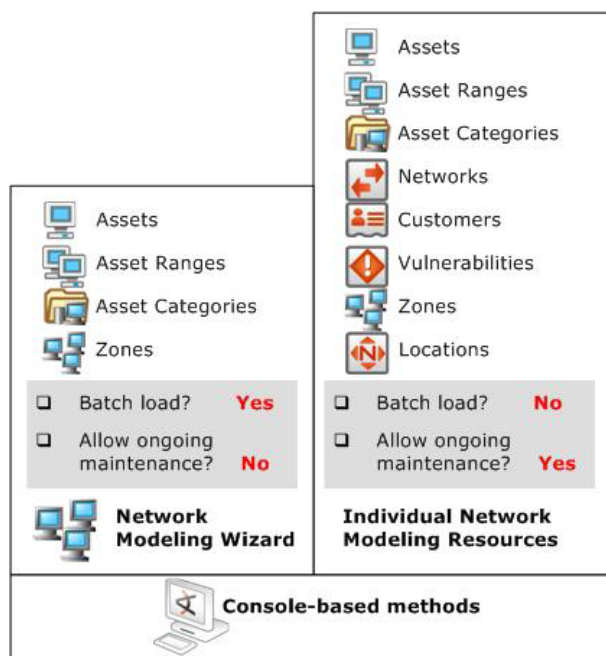 Assets
Asset Ranges
Asset Categories
Zones
❑ Batch load? Yes
❑ Allow ongoing
maintenance? No
Network
Modeling Wizard
Assets
Asset Ranges
Asset Categories
Networks
Customers
Vulnerabilities
Zones
N
Locations
❑ Batch load? No
❑ Allow ongoing
maintenance? Yes
Individual Network
Modeling Resources
Console-based methods